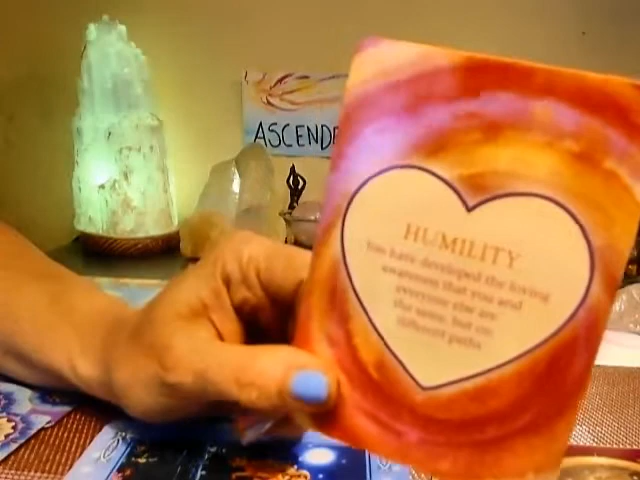 ASCENDE
HUMILITY
You have developed the loving
awareness that you and
everyone else are
the same, but on
different paths